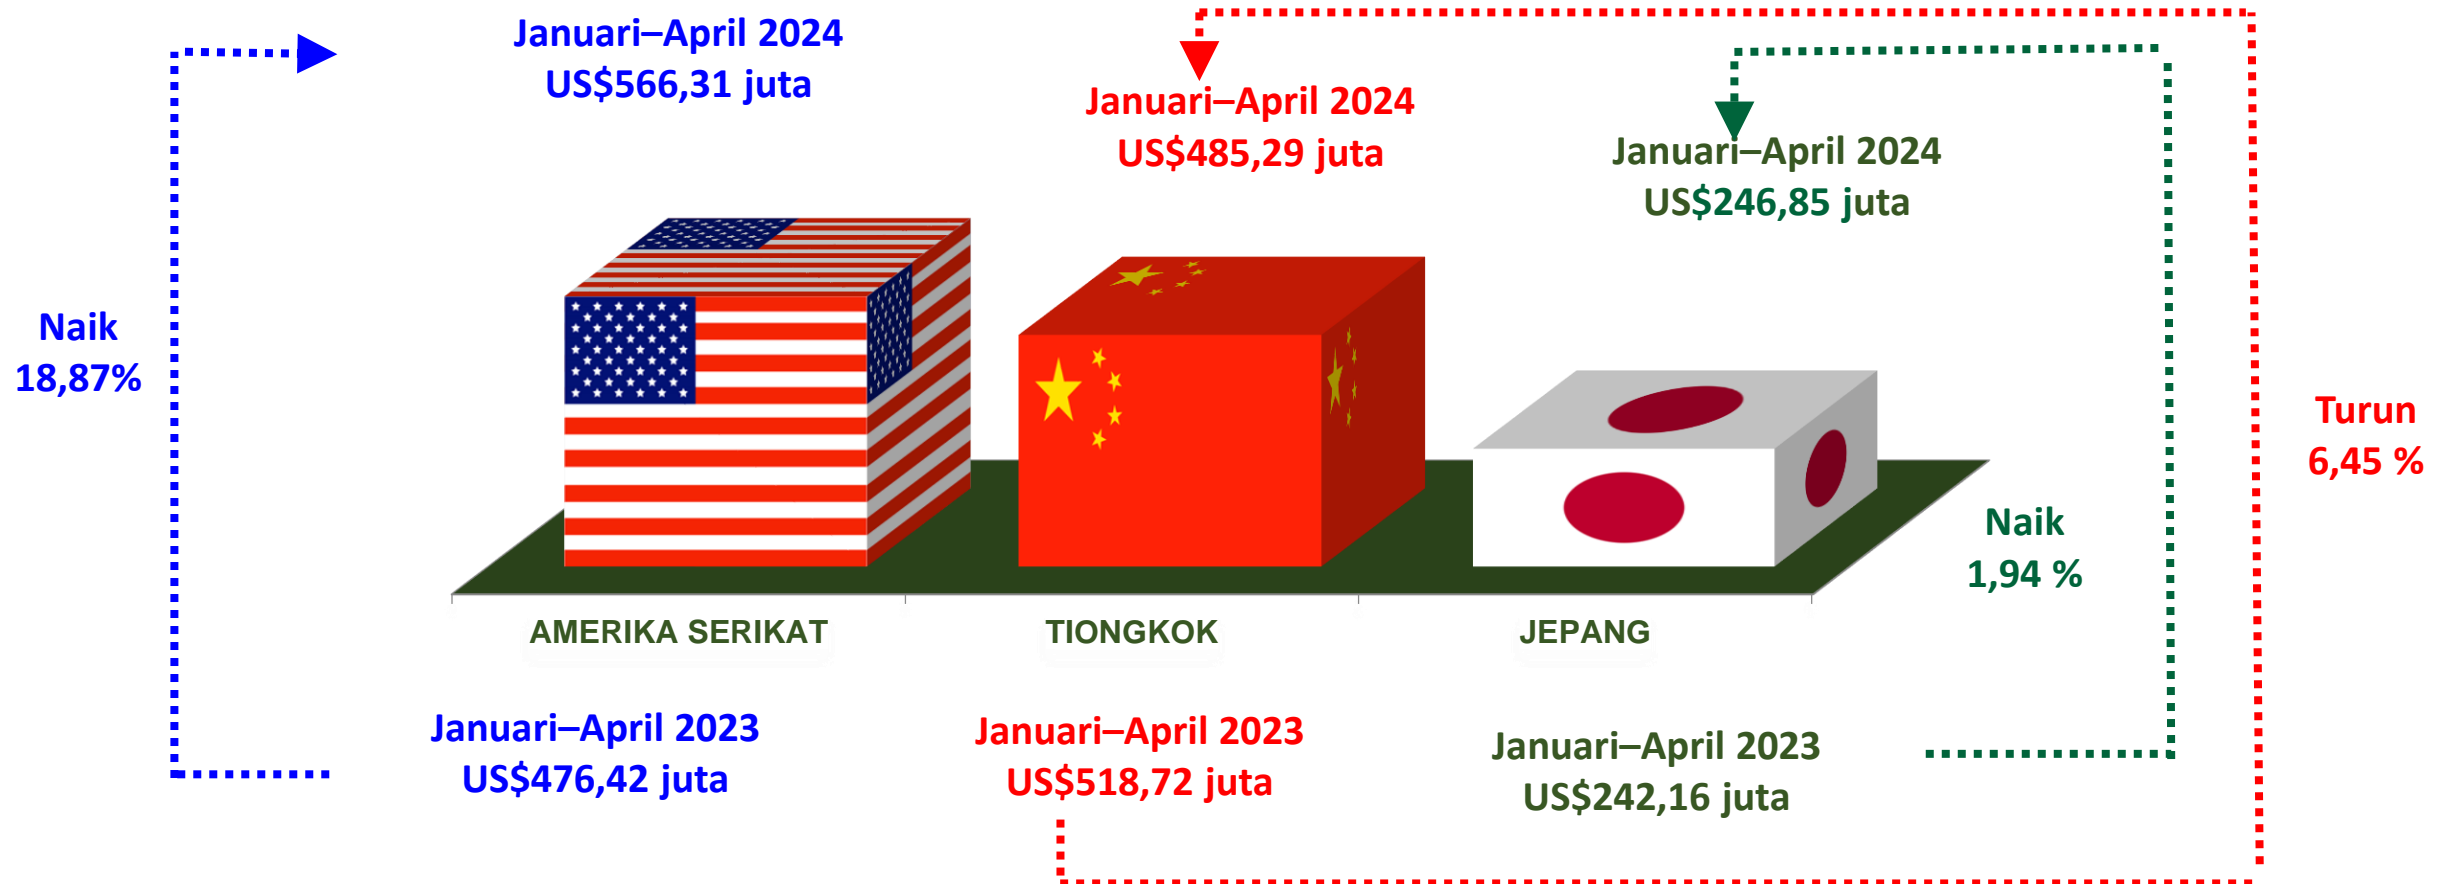 Januari–April 2024
US$566,31 juta
Januari–April 2024
US$485,29 juta
Januari–April 2024
US$246,85 juta
Naik
18,87%
Turun
6,45 %
Naik
1,94 %
AMERIKA SERIKAT
TIONGKOK
JEPANG
Januari–April 2023
US$476,42 juta
Januari–April 2023
US$518,72 juta
Januari–April 2023
US$242,16 juta